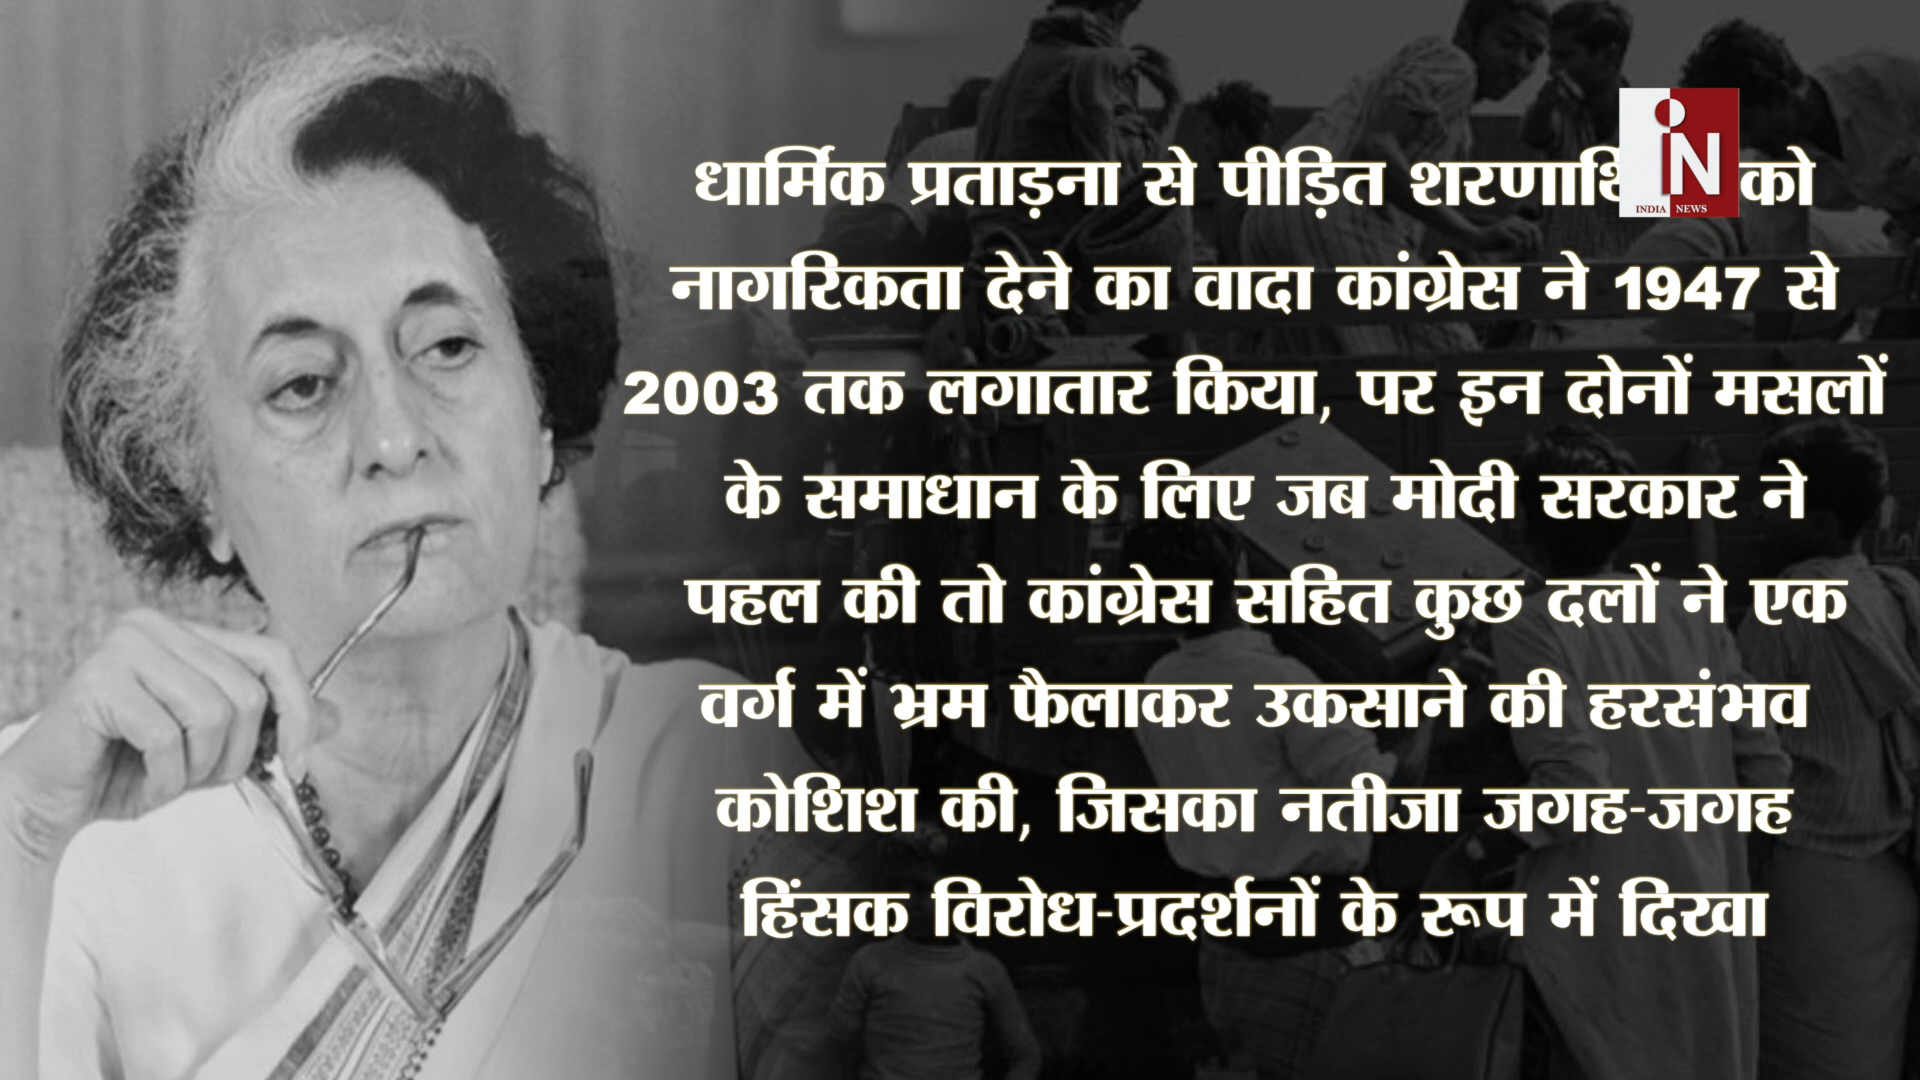 धार्मिक प्रताड़ना से पीड़ित को
नागरिकता देने का वादा कांग्रेस ने 1947 से
2003 तक लगातार किया, पर इन दोनों मसलों
के समाधान के लिए जब मोदी सरकार ने
पहल की तो कांग्रेस सहित कुछ दलों ने एक
वर्ग में भ्रम फैलाकर उकसाने की हरसंभव
कोशिश की, जिसका नतीजा जगह-जगह
हिंसक विरोध-प्रदर्शनों के रूप में दिखा
iN
INDIA NEWS